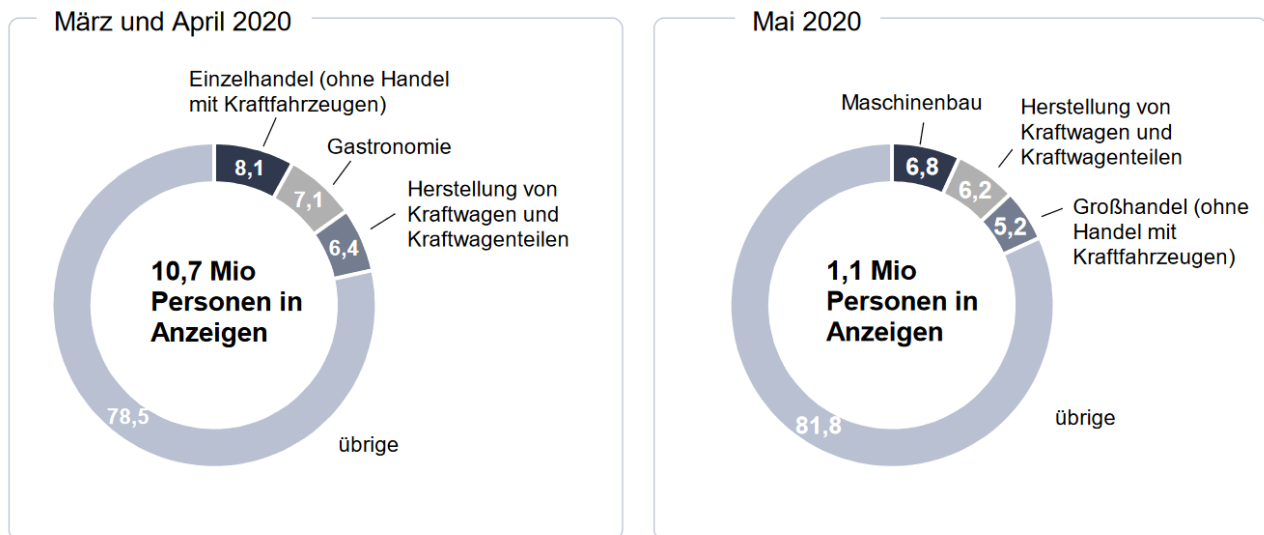 März und April 2020
Einzelhandel (ohne Handel
mit Kraftfahrzeugen)
Gastronomie
Herstellung von
Kraftwagen und
Kraftwagenteilen
8,1
7,1
6,4
10,7 Mio
Personen in
Anzeigen
78,5
übrige
Mai 2020
Maschinenbau
Herstellung von
Kraftwagen und
Kraftwagenteilen
Großhandel (ohne
Handel mit
Kraftfahrzeugen)
6,8
6,2
5,2
1,1 Mio
Personen in
Anzeigen
81,8
übrige